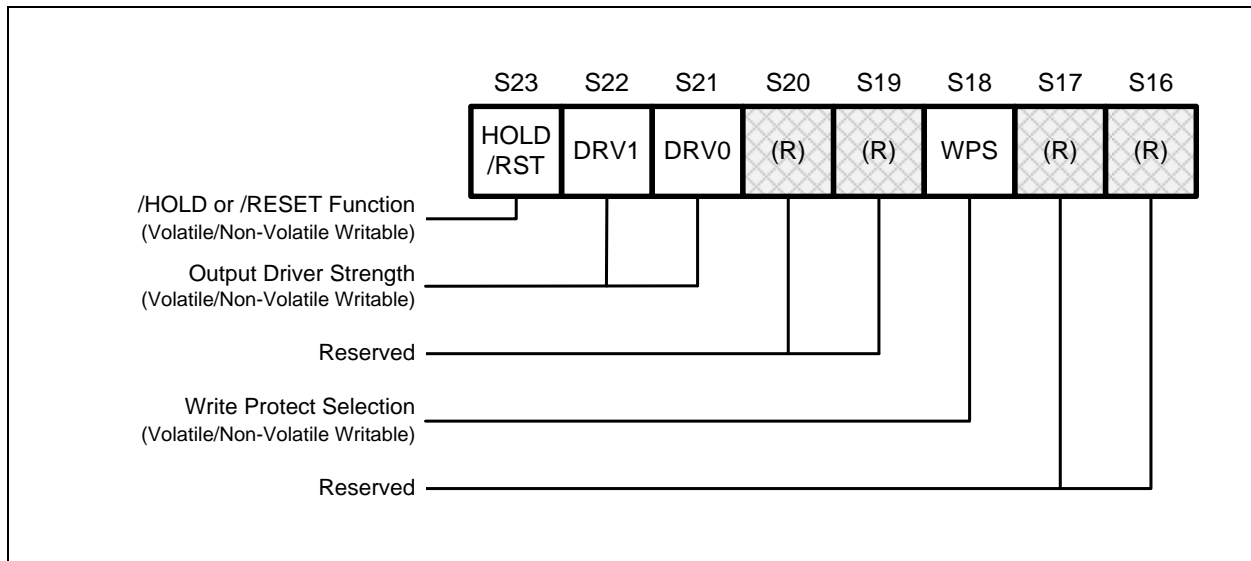 S23 S22 S21 S20 S19 S18 S17 S16
HOLD
/RST DRV1 DRV0 (R) (R) WPS (R) (R)
/HOLD or /RESET Function
(Volatile/Non-Volatile Writable)
Output Driver Strength
(Volatile/Non-Volatile Writable)
Reserved
Write Protect Selection
(Volatile/Non-Volatile Writable)
Reserved